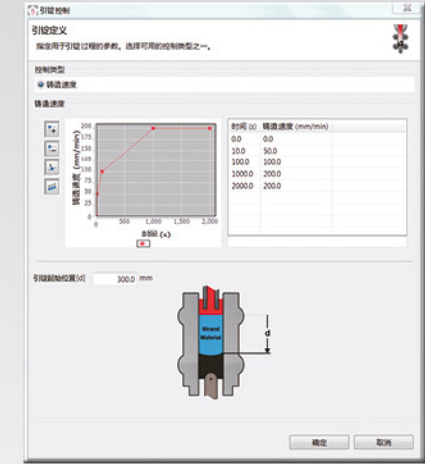 引锭控制
引锭定义
指定用于引锭过程的参数。选择可用的控制类型之一。
控制类型
铸造速度
铸造速度
铸造速度 (mm/min)
200
175
150
125
100
75
50
25
0
0 500 1,000 1,500 2,000
时间 (s)
时间 (s) 铸造速度 (mm/min)
0.0 0.0
10.0 50.0
100.0 100.0
1000.0 200.0
2000.0 200.0
引锭起始位置[d] 300.0 mm
Strand
Material
d
确定 取消